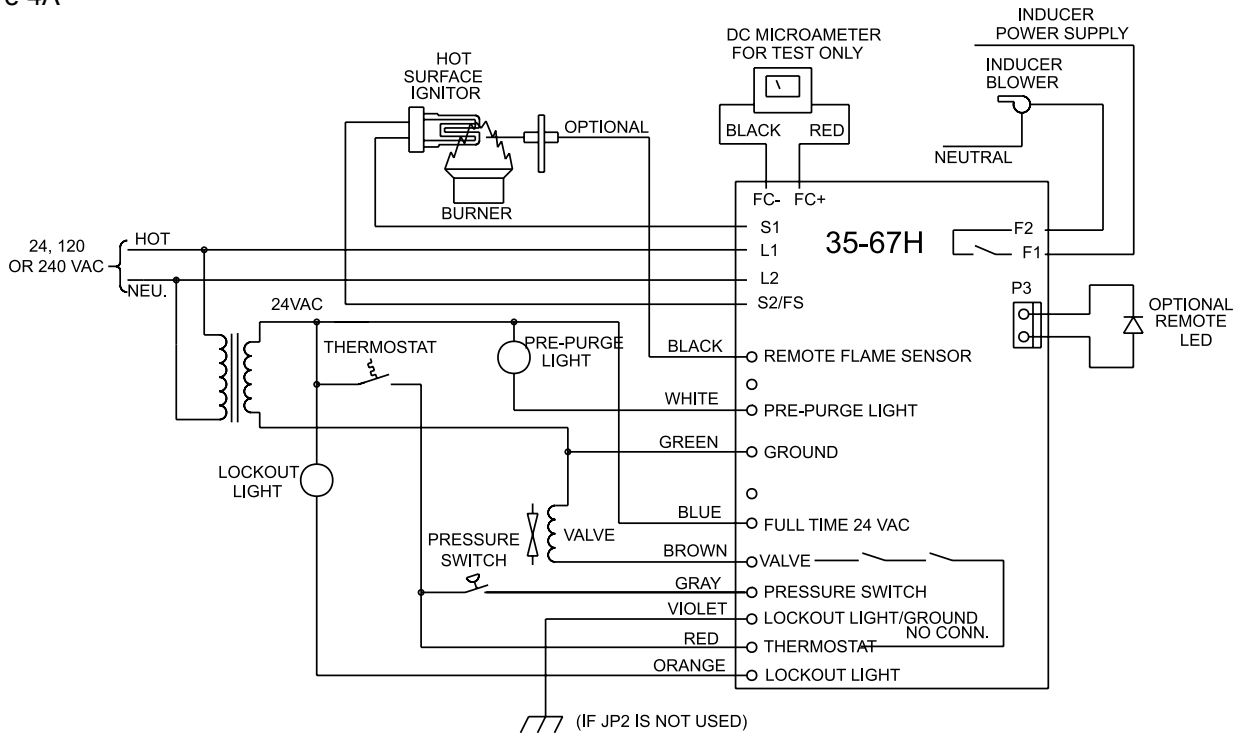 INDUCER
POWER SUPPLY
DC MICROAMETER
FOR TEST ONLY
HOT
SURFACE
IGNITOR
INDUCER
BLOWER
OPTIONAL
BLACK
RED
NEUTRAL
BURNER
FC- FC+
S1
35-67H
F2
24, 120
OR 240 VAC
HOT
L1
F1
NEU.
L2
P3
24VAC
S2/FS
OPTIONAL
REMOTE
LED
THERMOSTAT
PRE-PURGE
LIGHT
BLACK
REMOTE FLAME SENSOR
WHITE
PRE-PURGE LIGHT
GREEN
GROUND
LOCKOUT
LIGHT
BLUE
FULL TIME 24 VAC
PRESSURE
SWITCH
VALVE
BROWN
VALVE
GRAY
PRESSURE SWITCH
VIOLET
LOCKOUT LIGHT/GROUND
NO CONN.
RED
THERMOSTAT
ORANGE
LOCKOUT LIGHT
(IF JP2 IS NOT USED)